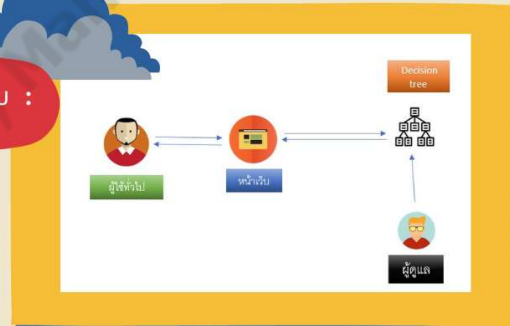 บ :
Decision
tree
ผู้ใช้ทั่วไป
หน้าเว็บ
ผู้ดูแล